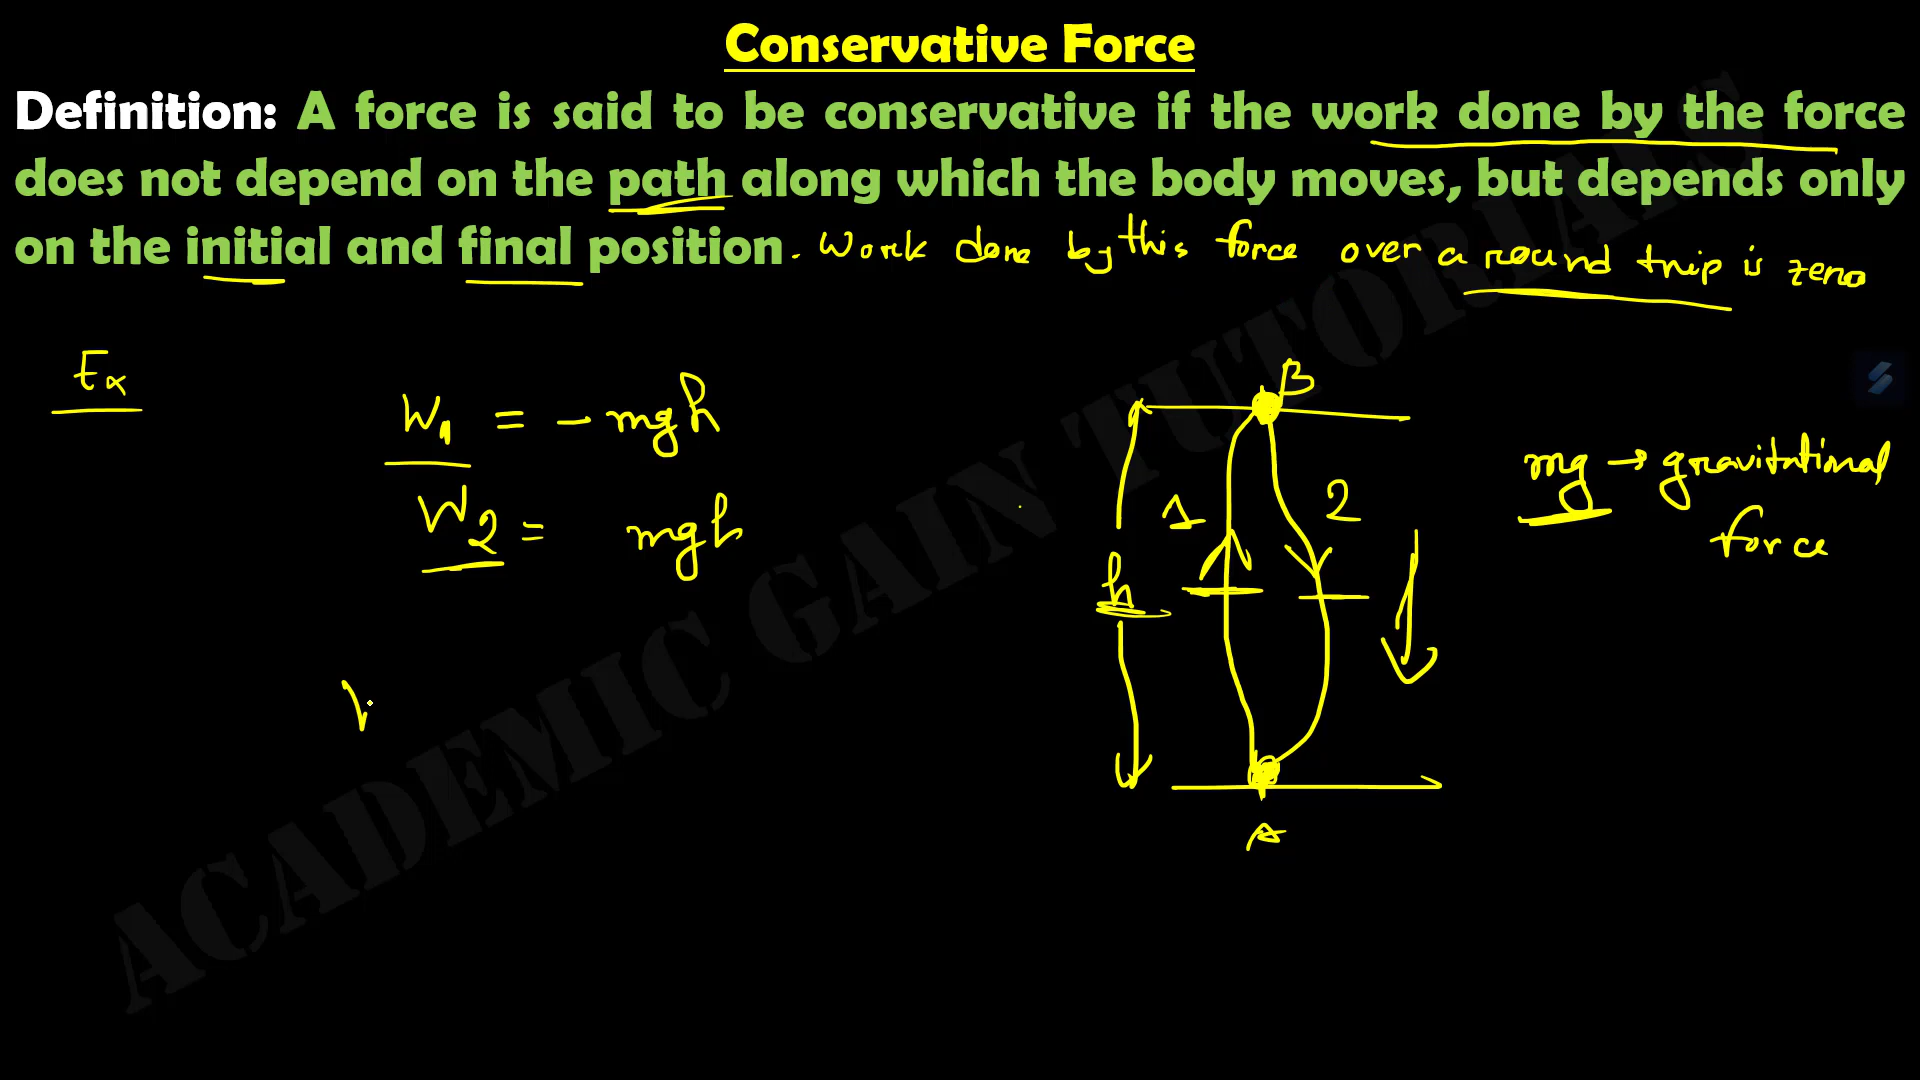 Conservative Force
Definition: A force is said to be conservative if the work done by the force
does not depend on the path along which the body moves, but depends only
on the initial and final position. Work done by this force over a round trip is zero
Ex
W1 = - mgh
W2 = mgh
B
1
2
h
A
mg → gravitational
force
ACADEMIC GAIN TUTORIALS